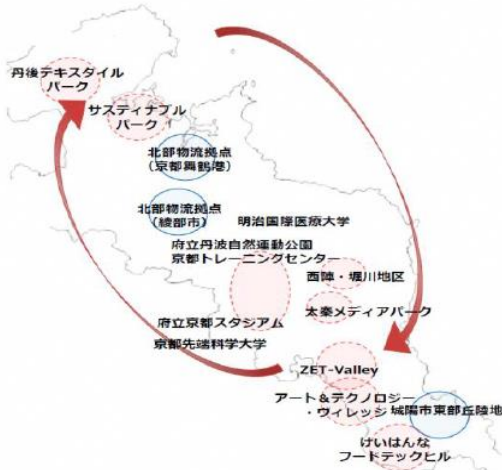 丹後テキスタイル
パーク
サスティナブル
パーク
北部物流拠点
(京都舞鶴港)
北部物流拠点
(綾部市)
明治国際医療大学
府立丹波自然運動公園
京都トレーニングセンター
西陣・堀川地区
太秦メディアパーク
府立京都スタジアム
京都先端科学大学
ZET-Valley
アート&テクノロジー
・ヴィレッジ
城陽市東部丘陵地
けいはんな
フードテックヒル